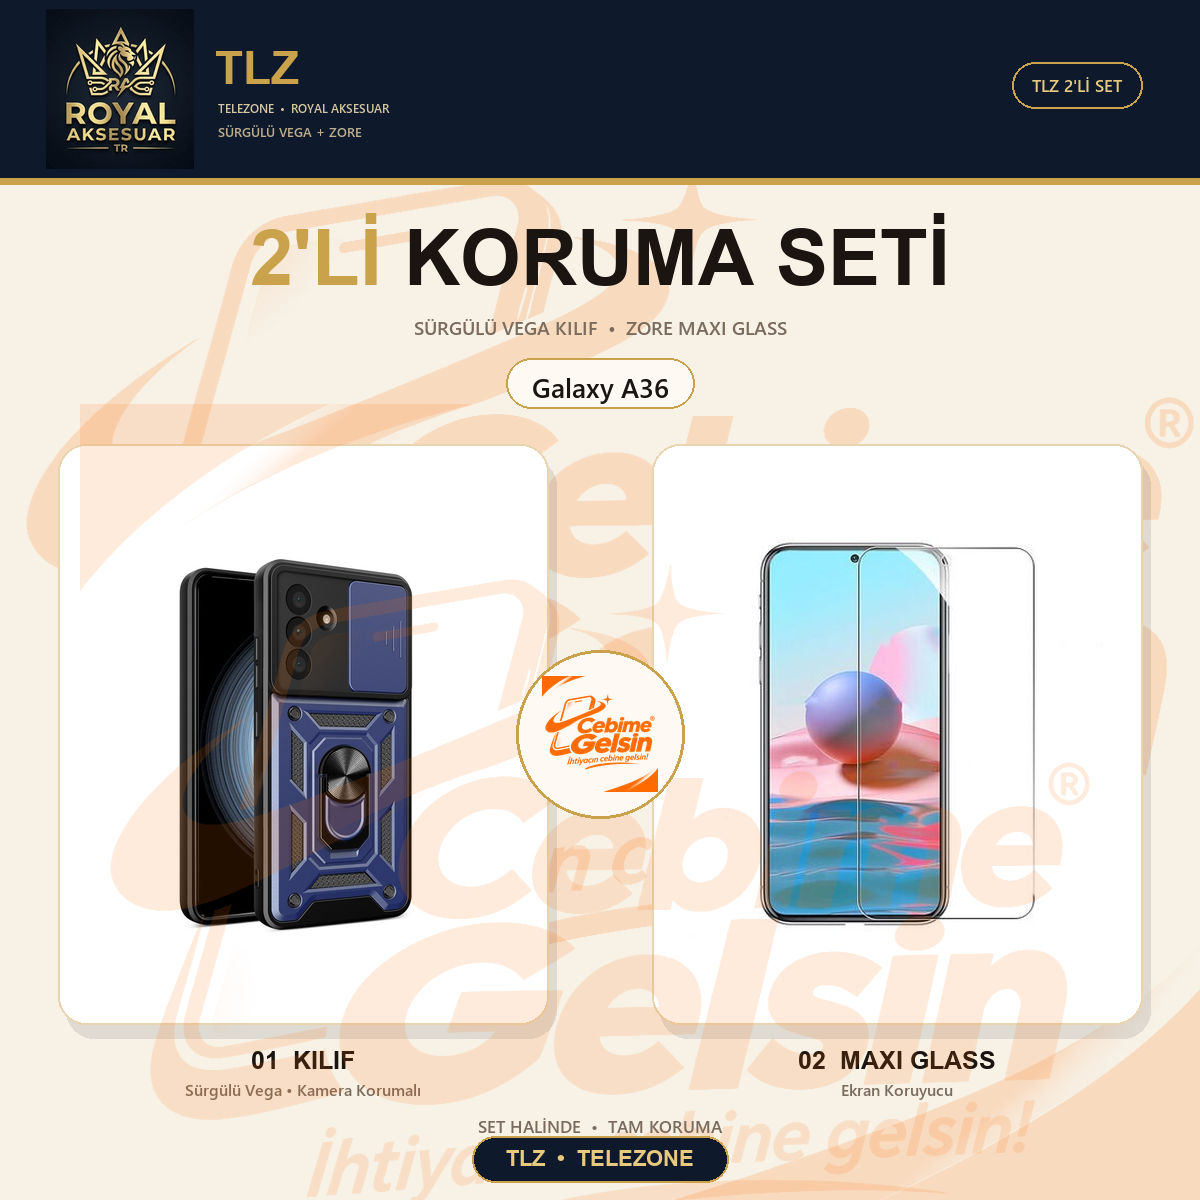 ROYAL
AKSESUAR
TR
TLZ
TELEZONE • ROYAL AKSESUAR
SÜRGÜLÜ VEGA + ZORE
TLZ 2'Lİ SET
2'Lİ KORUMA SETİ
SÜRGÜLÜ VEGA KILIF • ZORE MAXI GLASS
Galaxy A36
Cebime®
Gelsin
İhtiyacın cebine gelsin!
Cebime®
Gelsin
01 KILIF
Sürgülü Vega • Kamera Korumalı
02 MAXI GLASS
Ekran Koruyucu
SET HALİNDE • TAM KORUMA
TLZ • TELEZONE